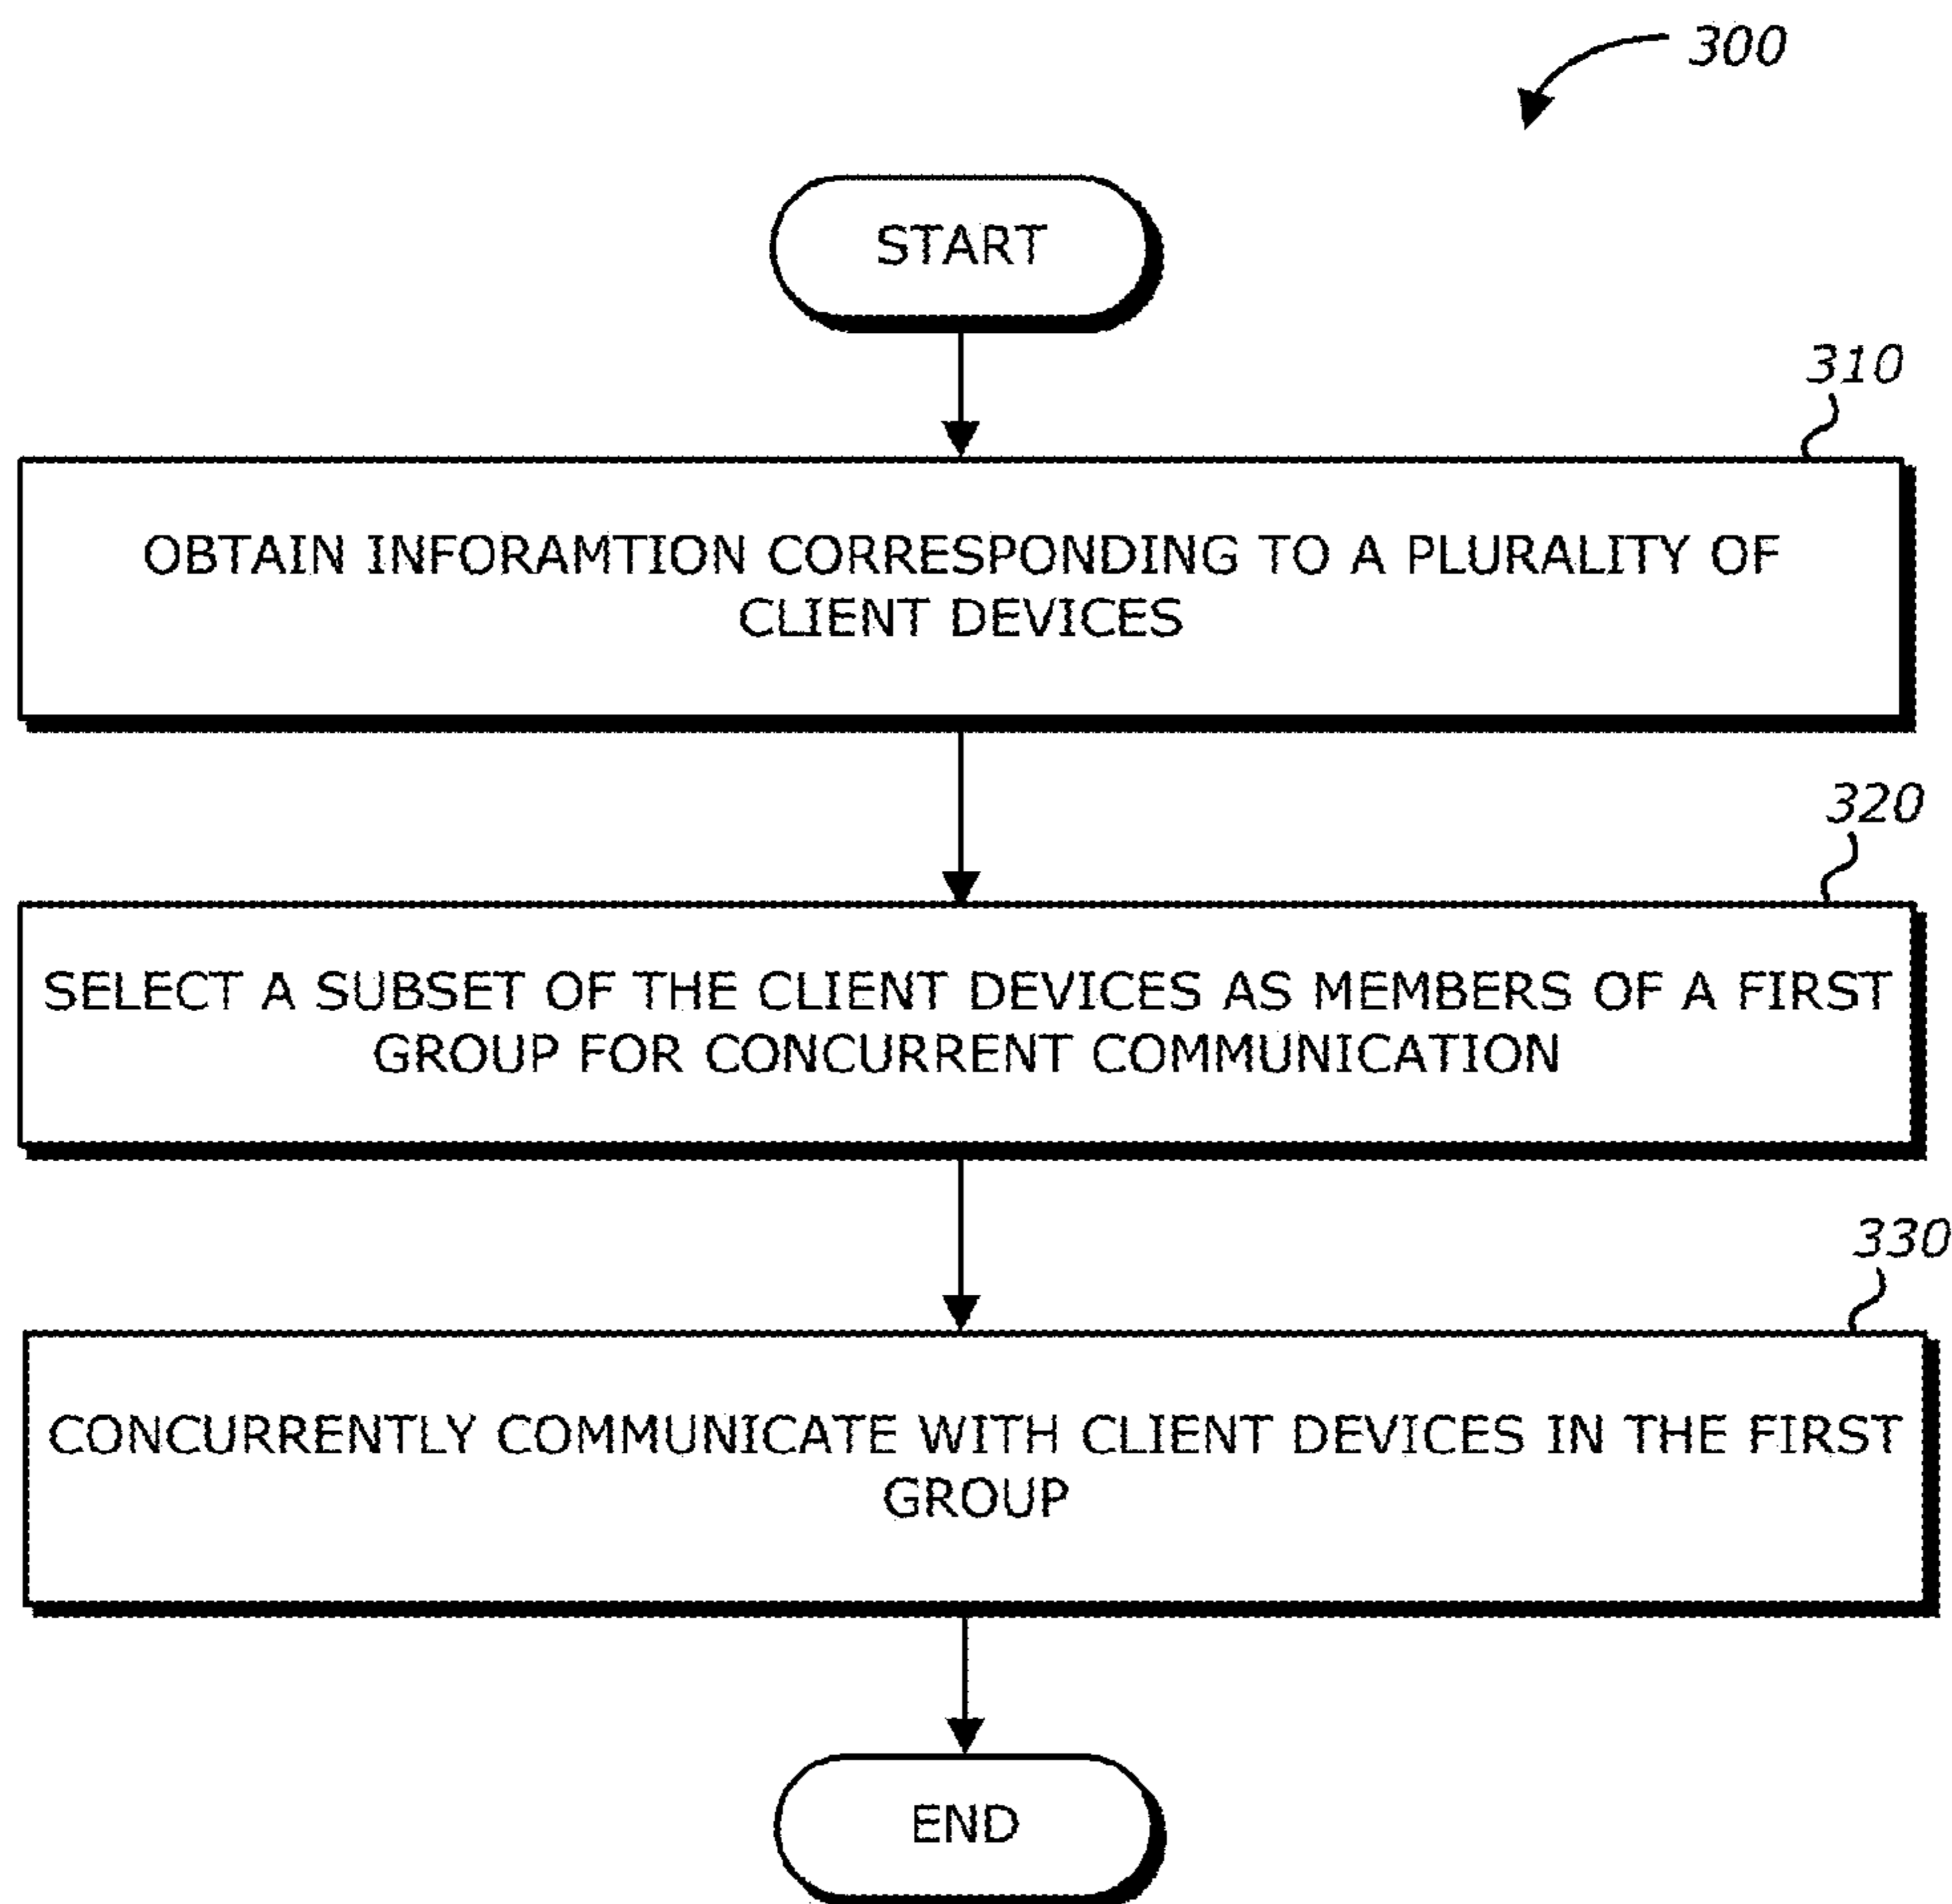 300
START
310
OBTAIN INFORAMTION CORRESPONDING TO A PLURALITY OF
CLIENT DEVICES
320
SELECT A SUBSET OF THE CLIENT DEVICES AS MEMBERS OF A FIRST
GROUP FOR CONCURRENT COMMUNICATION
330
CONCURRENTLY COMMUNICATE WITH CLIENT DEVICES IN THE FIRST
GROUP
END